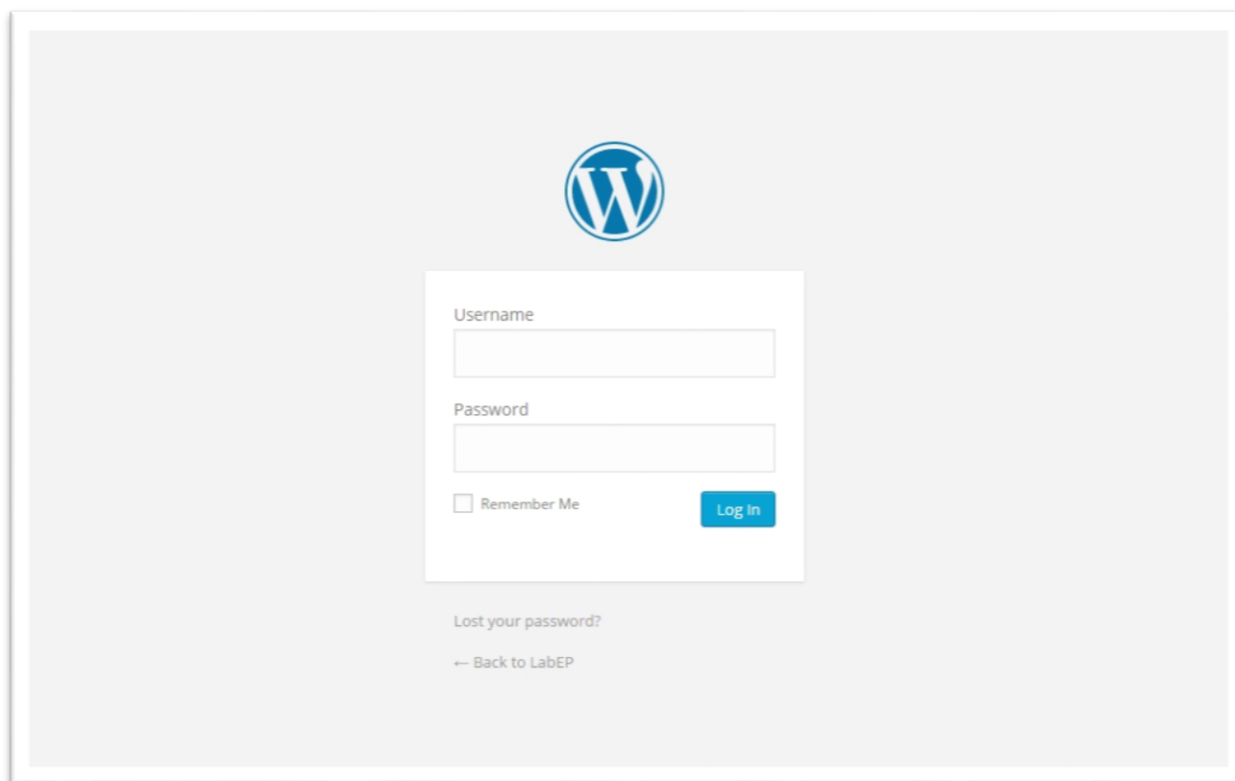 Username
Password
Remember Me
Log In
Lost your password?
← Back to LabEP